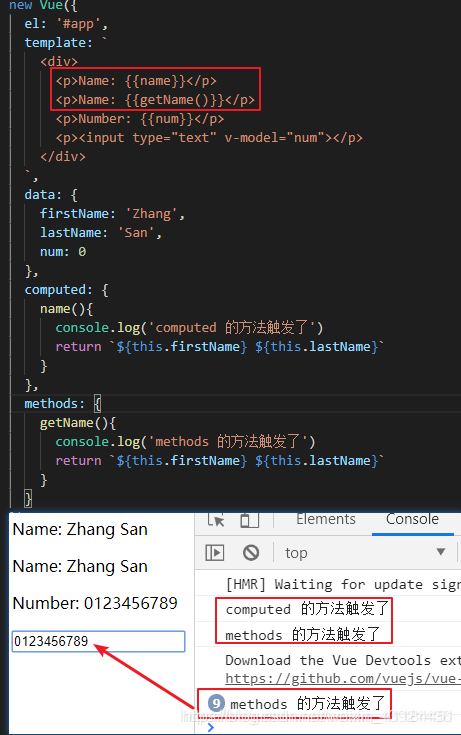 new Vue({
el: '#app',
template: `
<div>
<p>Name: {{name}}</p>
<p>Name: {{getName()}}</p>
<p>Number: {{num}}</p>
<p><input type="text" v-model="num"></p>
</div>
`,
data: {
firstName: 'Zhang',
lastName: 'San',
num: 0
},
computed: {
name(){
console.log('computed 的方法触发了')
return `${this.firstName} ${this.lastName}`
}
},
methods: {
getName(){
console.log('methods 的方法触发了')
return `${this.firstName} ${this.lastName}`
}
}
Name: Zhang San
Name: Zhang San
Number: 0123456789
0123456789
Elements Console
top
[HMR] Waiting for update sign
computed 的方法触发了
methods 的方法触发了
Download the Vue Devtools ext
https://github.com/vuejs/vue-
9 methods 的方法触发了